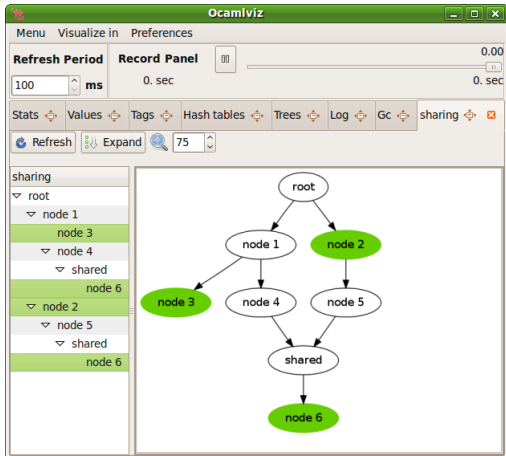 Ocamlviz
Menu Visualize in Preferences
Refresh Period
100 ms
Record Panel
0. sec
0.00
0. sec
Stats Values Tags Hash tables Trees Log Gc sharing
Refresh Expand 75
sharing
root
node 1
node 3
node 4
shared
node 6
node 2
node 5
shared
node 6
root
node 1 node 2
node 3 node 4 node 5
shared
node 6